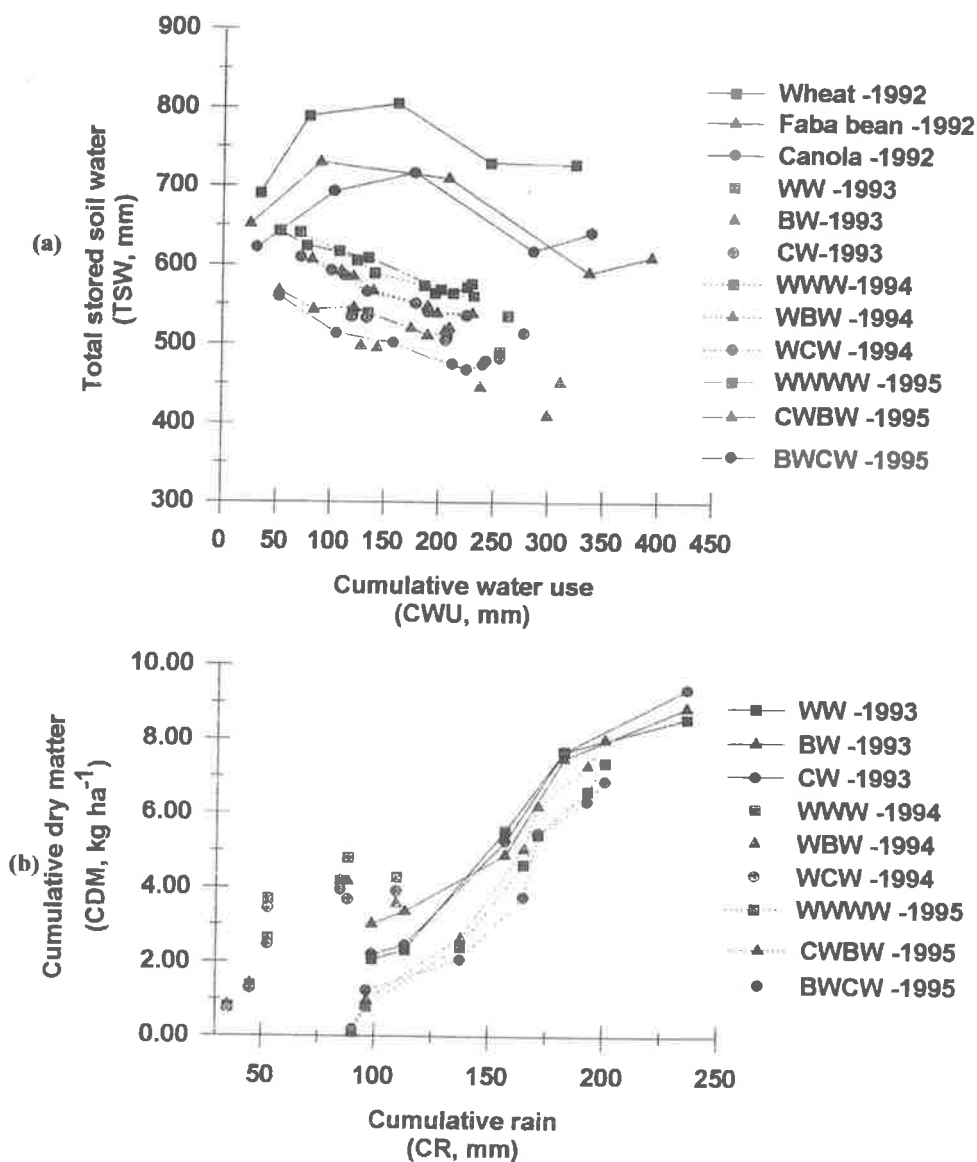 (a)
Total stored soil water
(TSW, mm)
900
800
700
600
500
400
300
0 50 100 150 200 250 300 350 400 450
Cumulative water use
(CWU, mm)
Wheat -1992
Faba bean -1992
Canola -1992
WW -1993
BW-1993
CW-1993
WWW-1994
WBW -1994
WCW -1994
WWWW -1995
CWBW -1995
BWCW -1995
(b)
Cumulative dry matter
(CDM, kg ha⁻¹)
10.00
8.00
6.00
4.00
2.00
0.00
50 100 150 200 250
Cumulative rain
(CR, mm)
WW -1993
BW -1993
CW -1993
WWW -1994
WBW -1994
WCW -1994
WWWW -1995
CWBW -1995
BWCW -1995